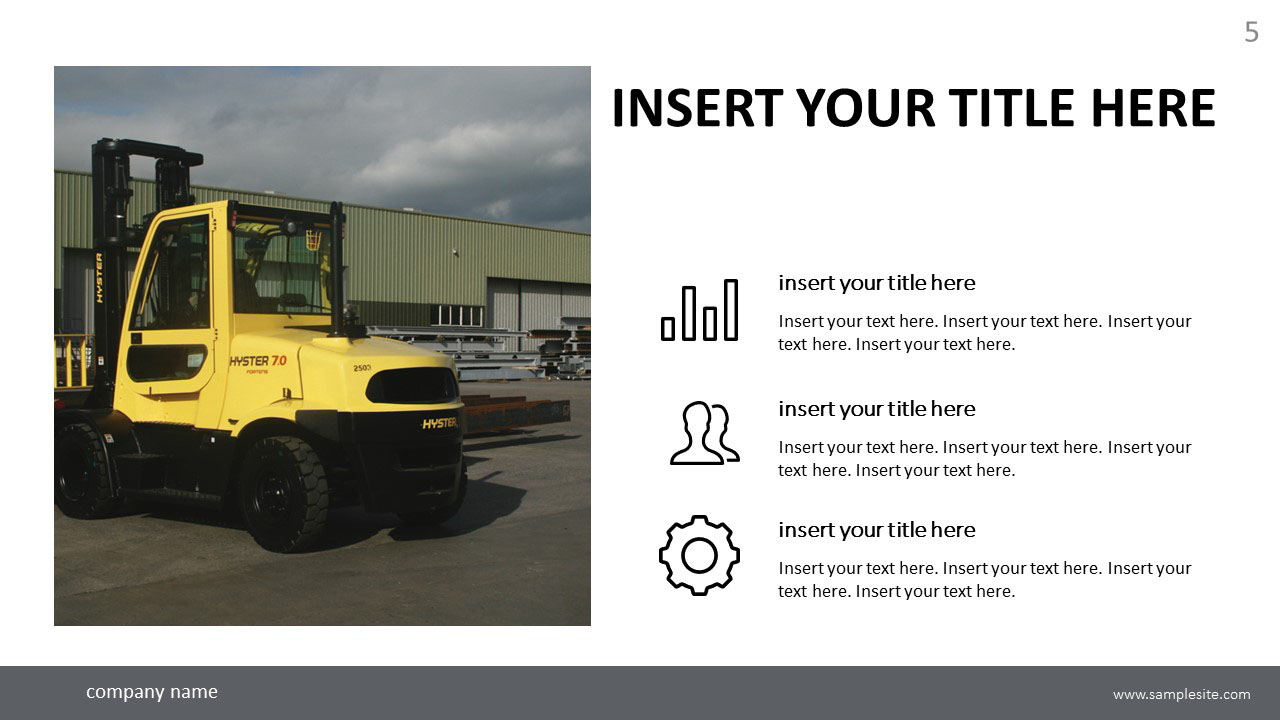 5
INSERT YOUR TITLE HERE
HYSTER
HYSTER 7.0
FORTENS
2503
HYSTER
insert your title here
Insert your text here. Insert your text here. Insert your
text here. Insert your text here.
insert your title here
Insert your text here. Insert your text here. Insert your
text here. Insert your text here.
insert your title here
Insert your text here. Insert your text here. Insert your
text here. Insert your text here.
company name
www.samplesite.com